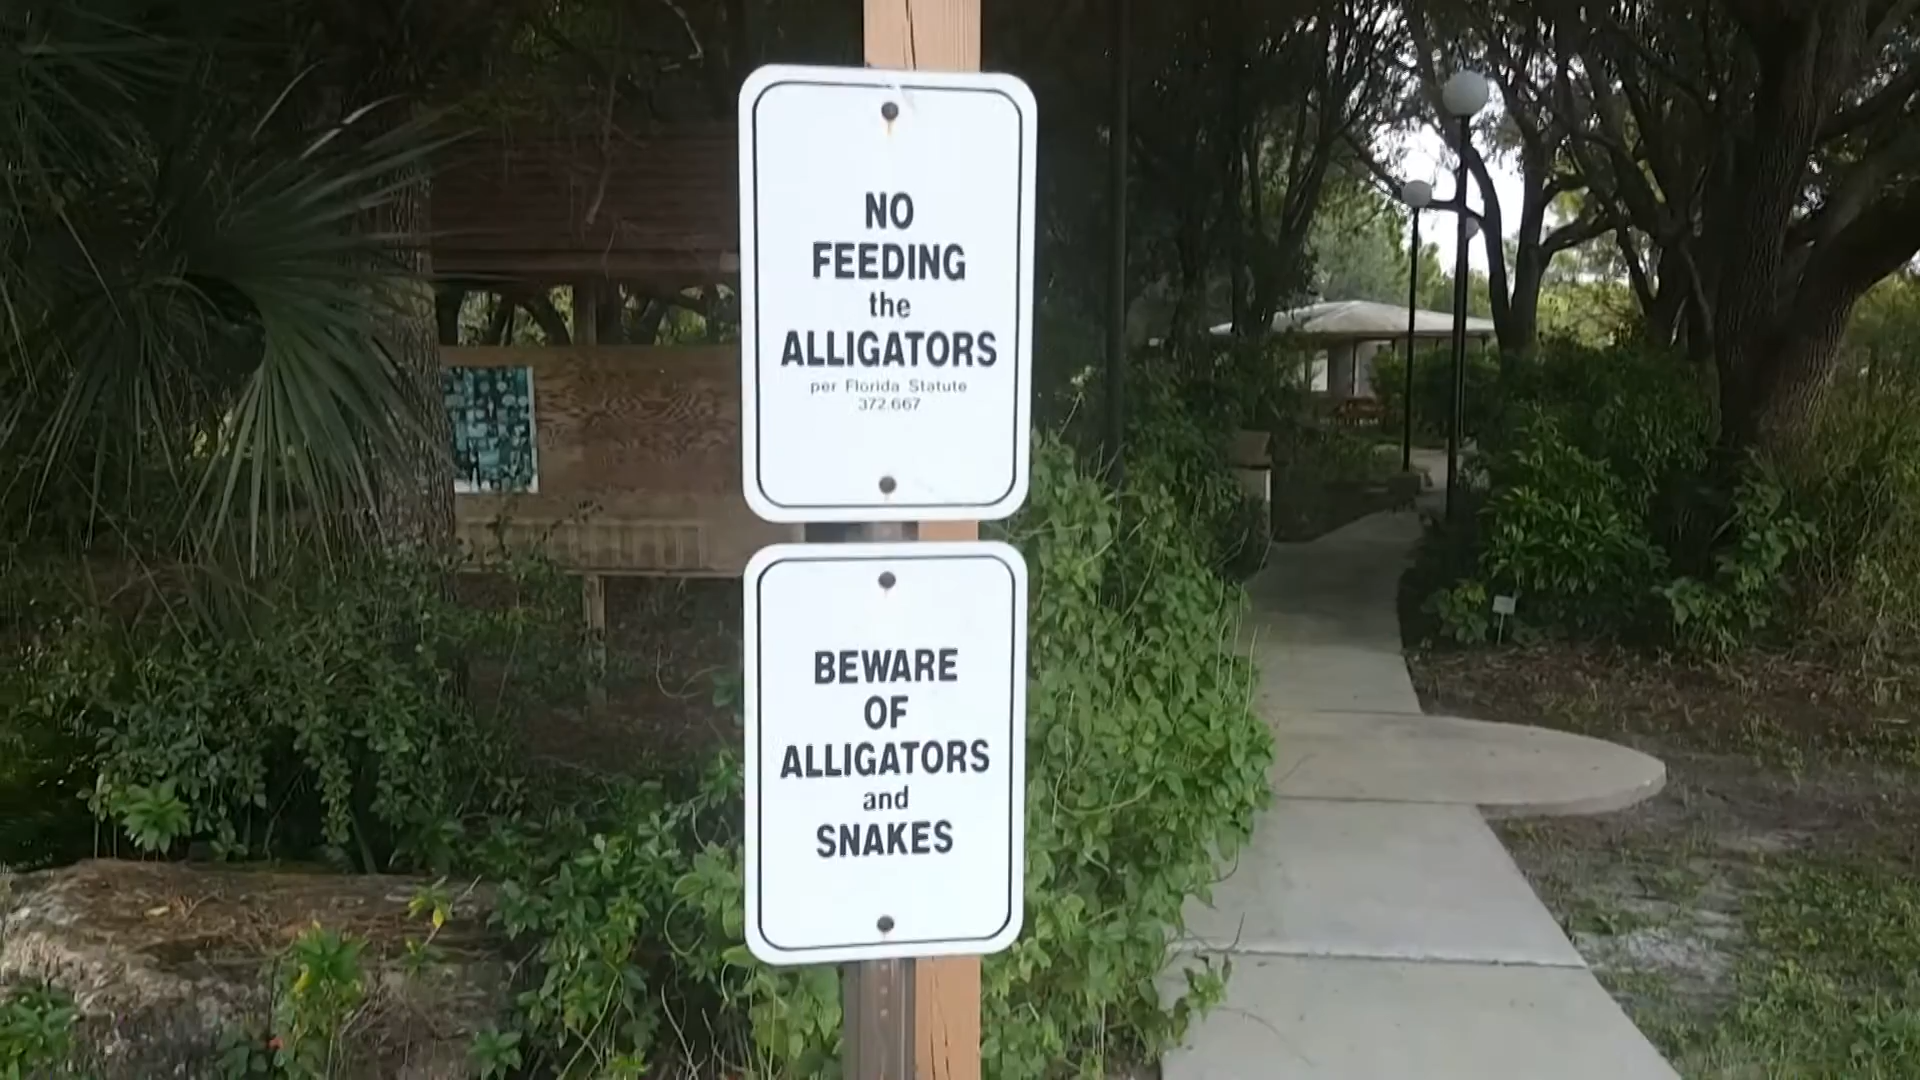 NO
FEEDING
the
ALLIGATORS
per Florida Statute
372.667
BEWARE
OF
ALLIGATORS
and
SNAKES